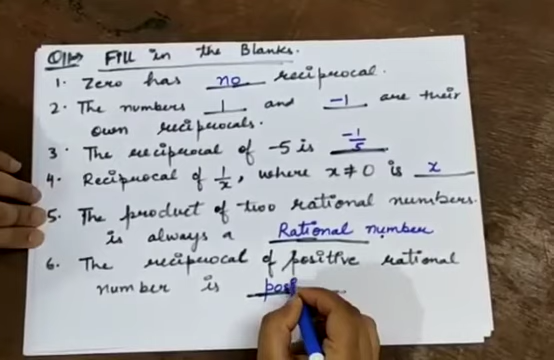 Q11» Fill in the Blanks.
1. Zero has no reciprocal.
2. The numbers 1 and -1 are their
own reciprocals.
3. The reciprocal of -5 is -1/5
4. Reciprocal of 1/x, where x≠0 is x
5. The product of two rational numbers.
is always a Rational number
6. The reciprocal of positive rational
number is posi